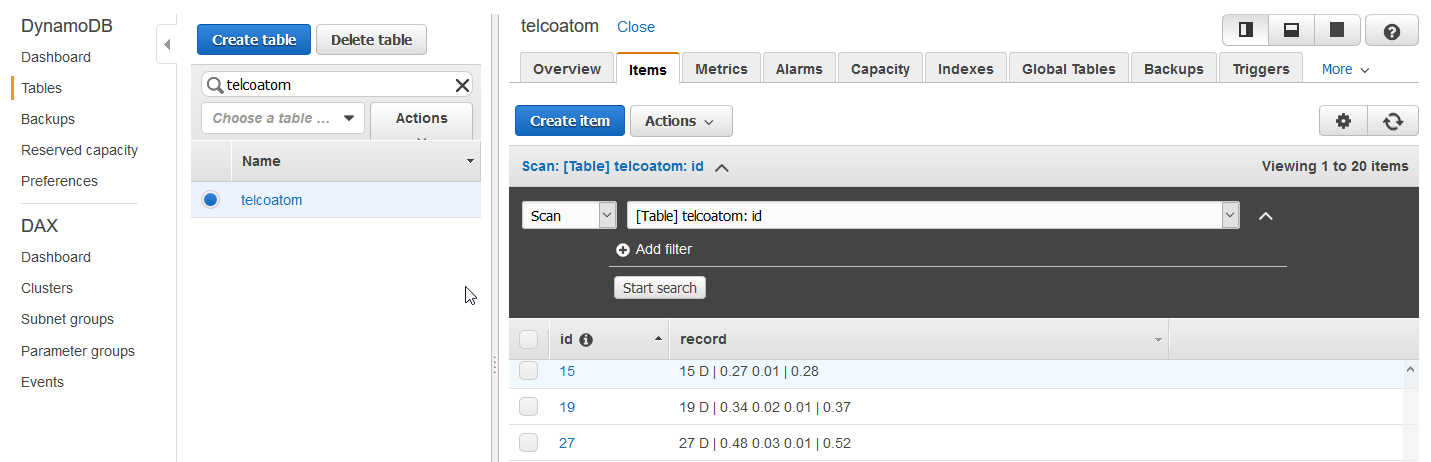 DynamoDB
Dashboard
Tables
Backups
Reserved capacity
Preferences
DAX
Dashboard
Clusters
Subnet groups
Parameter groups
Events
Create table
Delete table
telcoatom
Choose a table ...
Actions
Name
telcoatom
telcoatom Close
Overview Items Metrics Alarms Capacity Indexes Global Tables Backups Triggers More
Create item Actions
Scan: [Table] telcoatom: id
Viewing 1 to 20 items
Scan [Table] telcoatom: id
Add filter
Start search
id record
15 15 D | 0.27 0.01 | 0.28
19 19 D | 0.34 0.02 0.01 | 0.37
27 27 D | 0.48 0.03 0.01 | 0.52